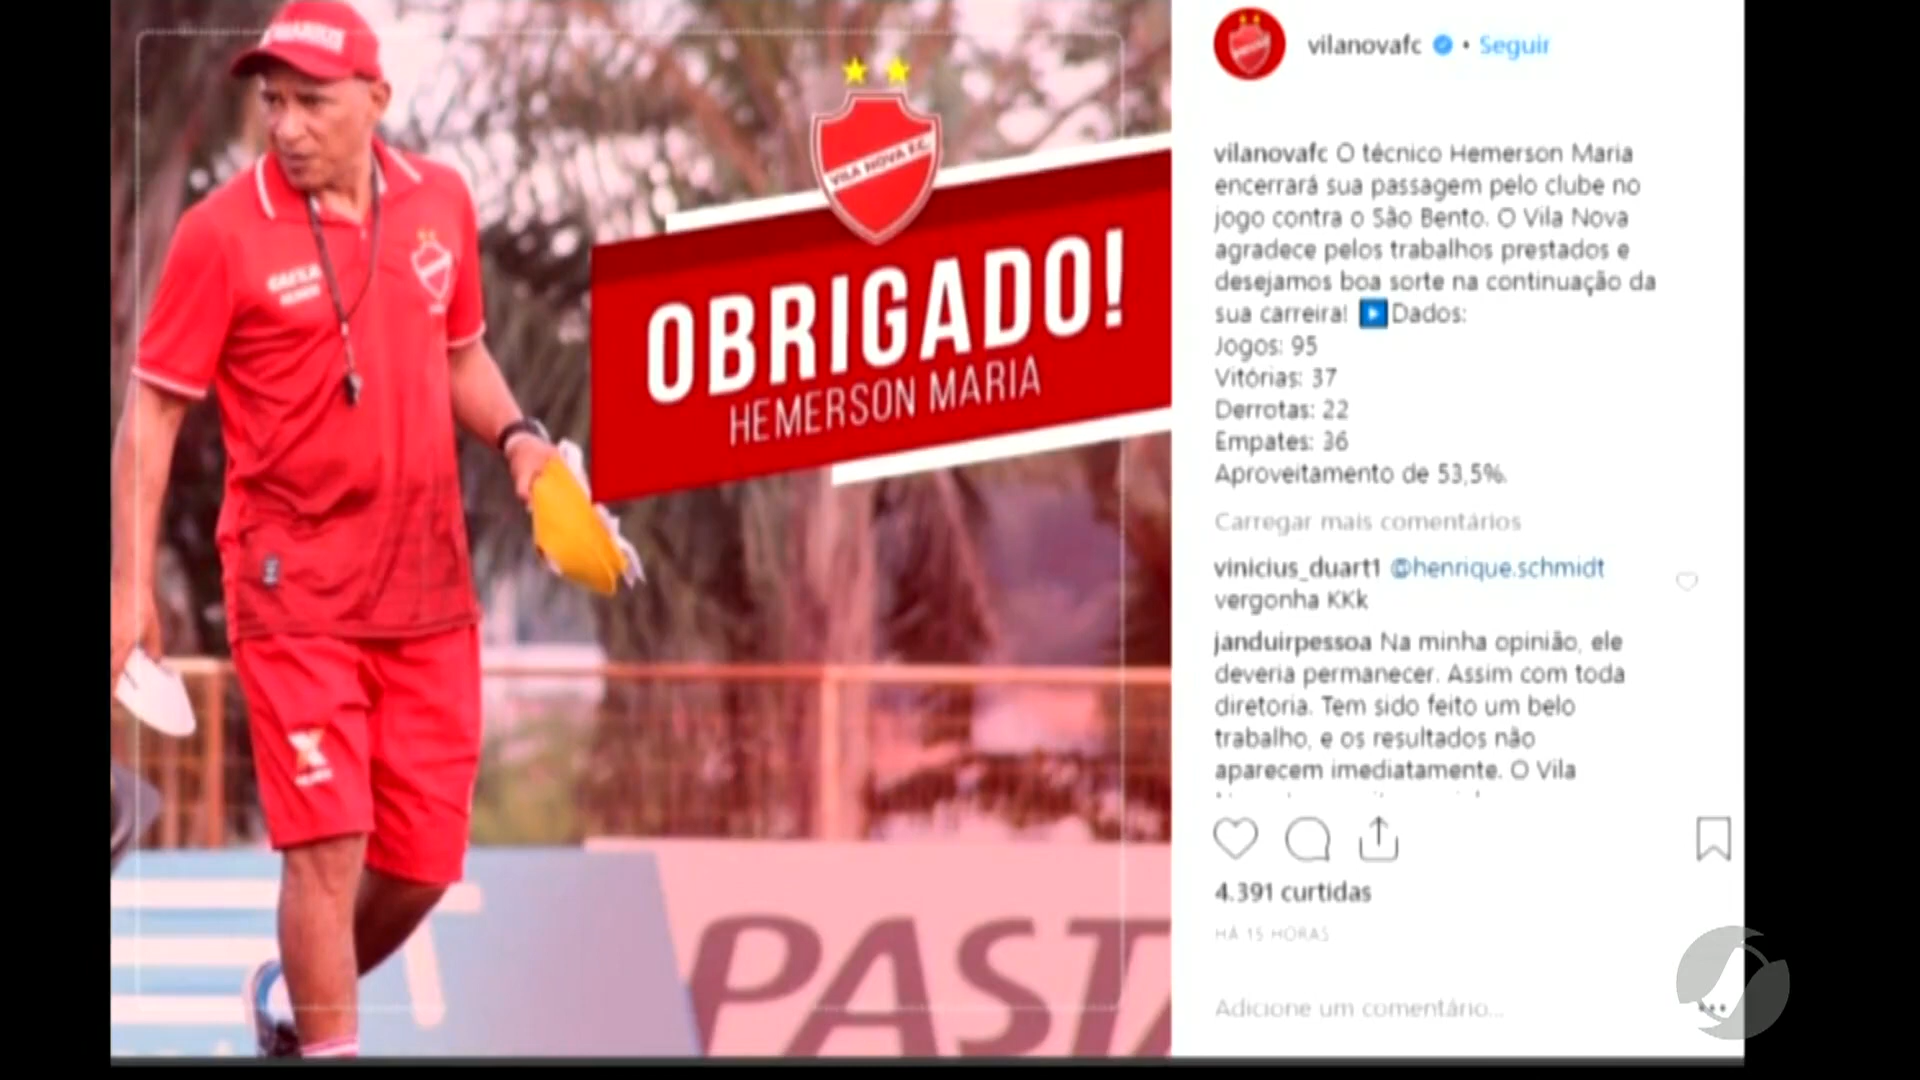 VILA NOVA F.C.
OBRIGADO!
HEMERSON MARIA
PAST
vilanovafc • Seguir
vilanovafc O técnico Hemerson Maria
encerrará sua passagem pelo clube no
jogo contra o São Bento. O Vila Nova
agradece pelos trabalhos prestados e
desejamos boa sorte na continuação da
sua carreira! Dados:
Jogos: 95
Vitórias: 37
Derrotas: 22
Empates: 36
Aproveitamento de 53,5%.
Carregar mais comentários
vinicius_duart1 @henrique.schmidt
vergonha KKk
janduirpessoa Na minha opinião, ele
deveria permanecer. Assim com toda
diretoria. Tem sido feito um belo
trabalho, e os resultados não
aparecem imediatamente. O Vila
4.391 curtidas
HÁ 15 HORAS
Adicione um comentário...